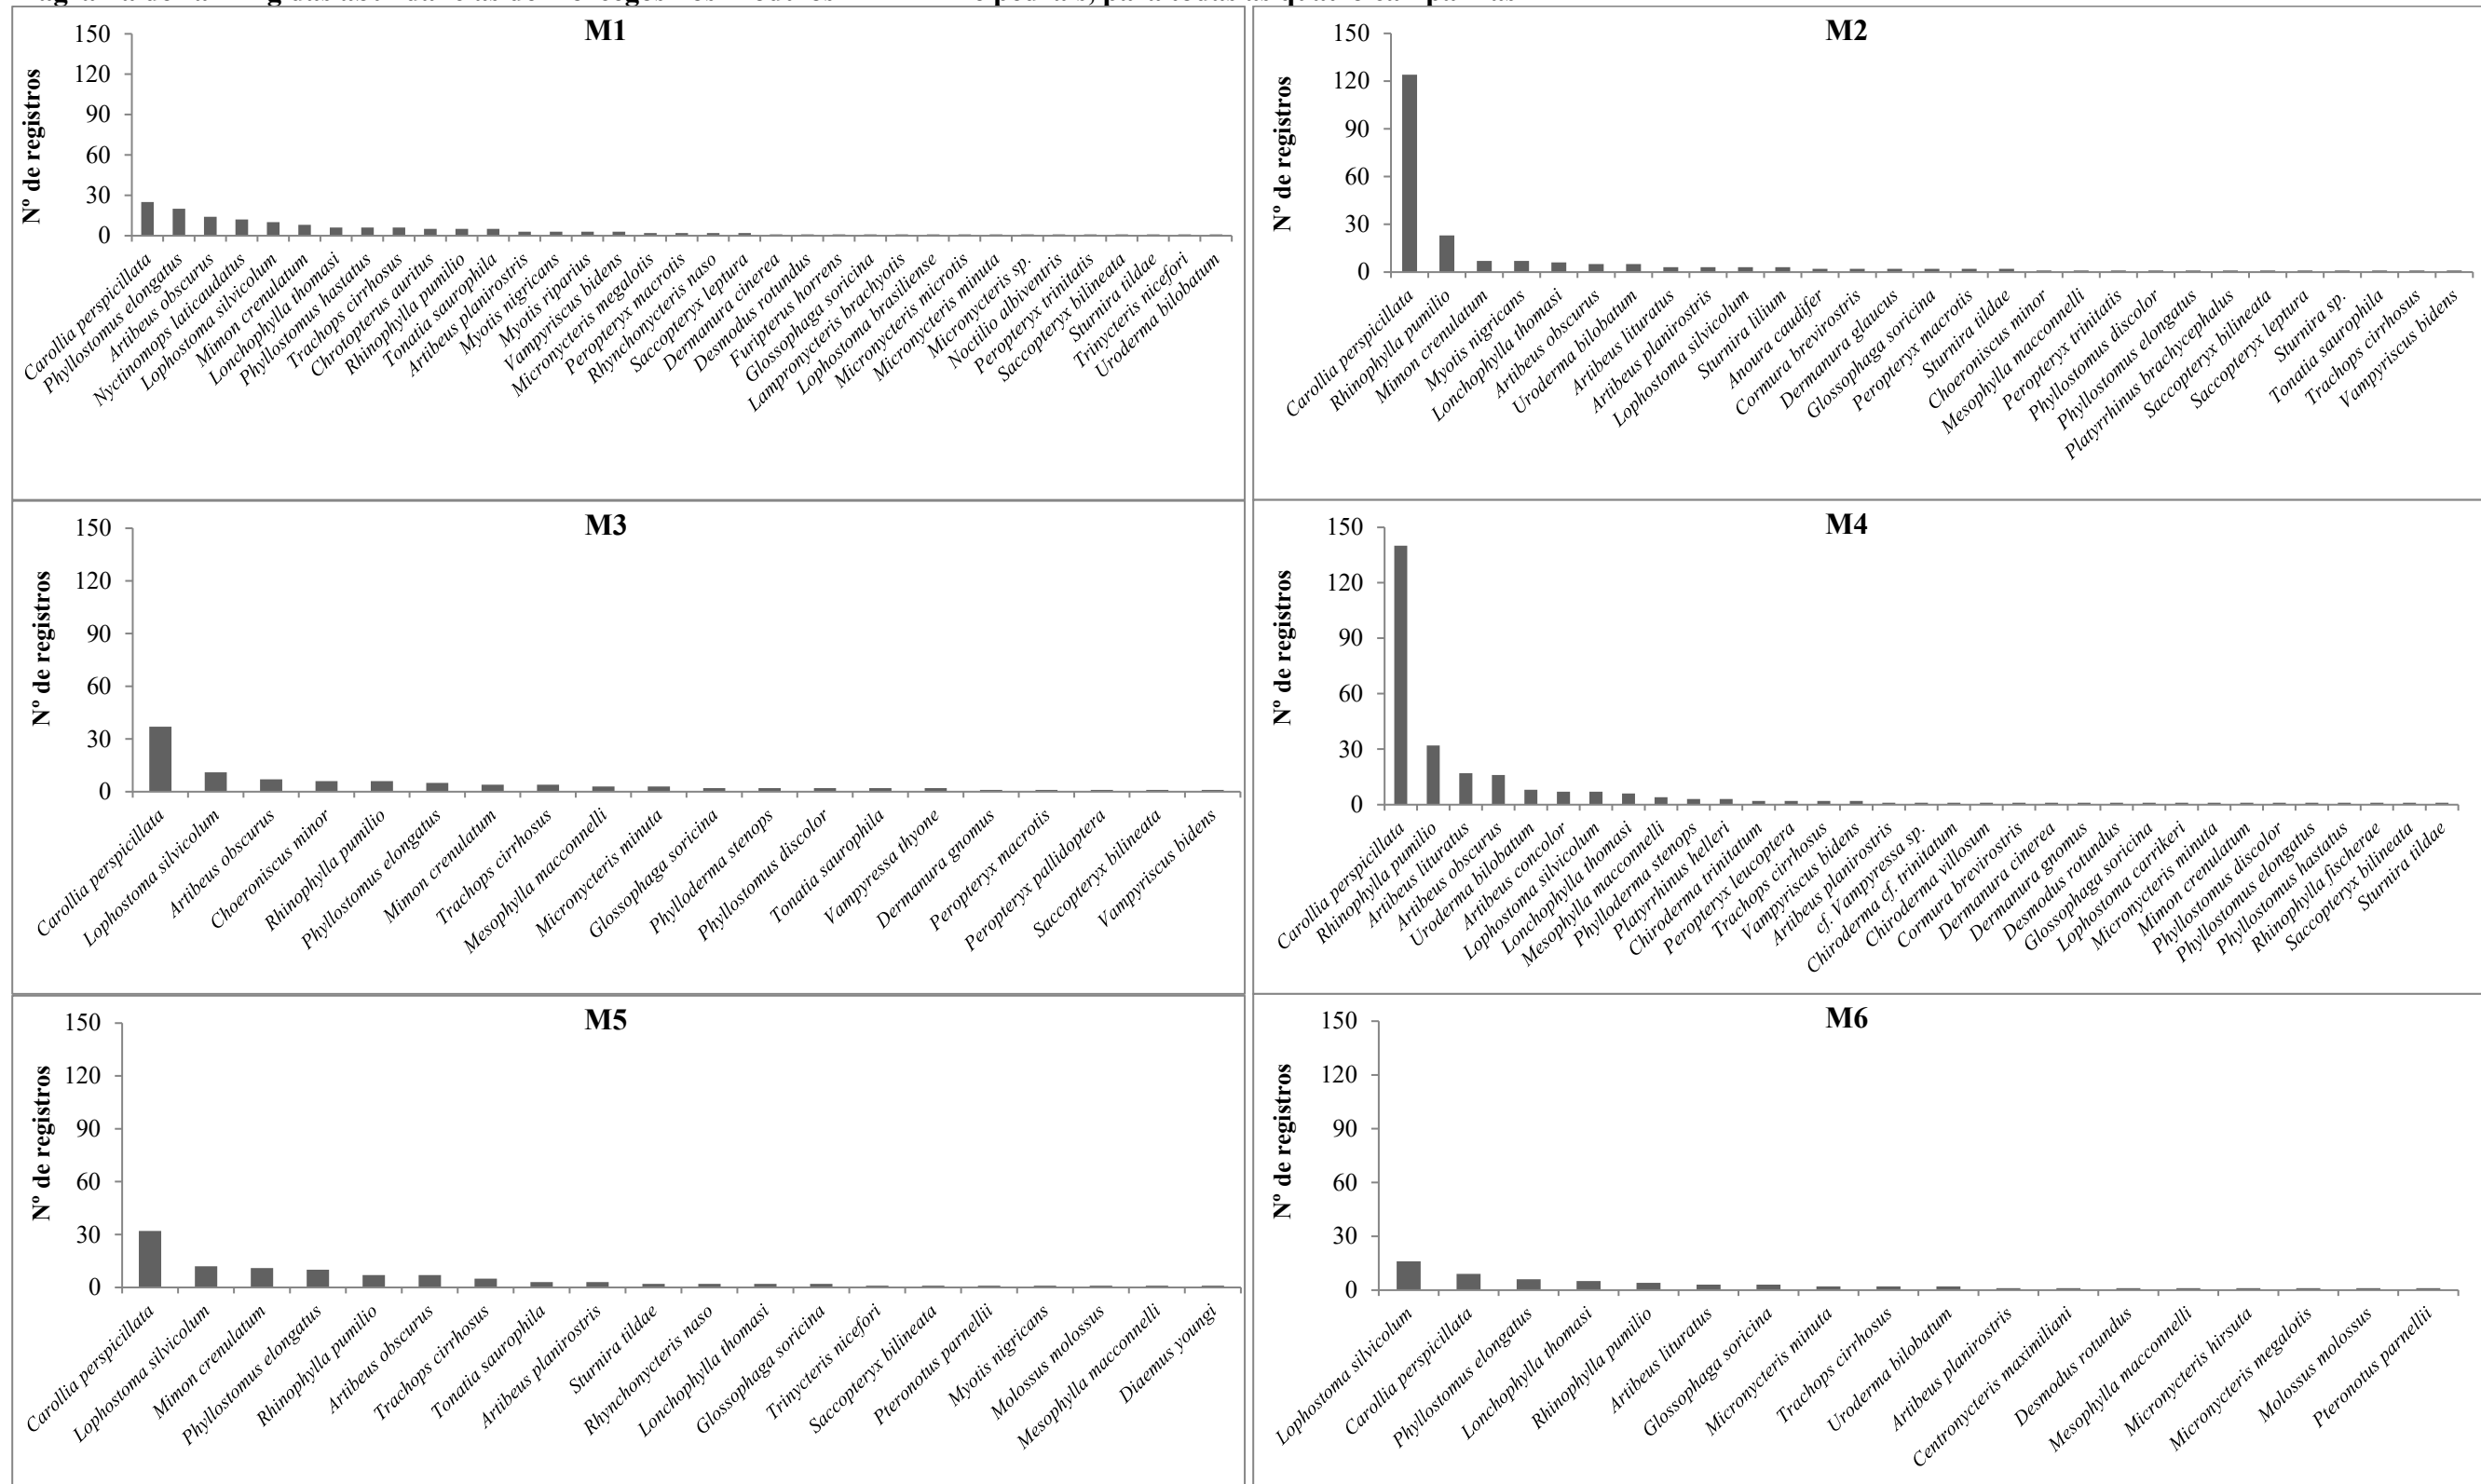 M1
150
120
90
60
30
0
Nº de registros
Carollia perspicillata
Phyllostomus elongatus
Artibeus obscurus
Nyctinomops laticaudatus
Lophostoma silvicolum
Mimon crenulatum
Lonchophylla thomasi
Phyllostomus hastatus
Trachops cirrhosus
Chrotopterus auritus
Rhinophylla pumilio
Tonatia saurophila
Artibeus planirostris
Myotis nigricans
Myotis riparius
Vampyriscus bidens
Micronycteris megalotis
Peropteryx macrotis
Rhynchonycteris naso
Saccopteryx leptura
Dermanura cinerea
Desmodus rotundus
Furipterus horrens
Glossophaga soricina
Lampronycteris brachyotis
Lophostoma brasiliense
Micronycteris microtis
Micronycteris minuta
Micronycteris sp.
Noctilio albiventris
Peropteryx trinitatis
Saccopteryx bilineata
Sturnira tildae
Trinycteris nicefori
Uroderma bilobatum
M2
150
120
90
60
30
0
Nº de registros
Carollia perspicillata
Rhinophylla pumilio
Mimon crenulatum
Myotis nigricans
Lonchophylla thomasi
Artibeus obscurus
Uroderma bilobatum
Artibeus lituratus
Artibeus planirostris
Lophostoma silvicolum
Sturnira lilium
Anoura caudifer
Cormura brevirostris
Dermanura glaucus
Glossophaga soricina
Peropteryx macrotis
Sturnira tildae
Choeroniscus minor
Mesophylla macconnelli
Peropteryx trinitatis
Phyllostomus discolor
Phyllostomus elongatus
Platyrrhinus brachycephalus
Saccopteryx bilineata
Saccopteryx leptura
Sturnira sp.
Tonatia saurophila
Trachops cirrhosus
Vampyriscus bidens
M3
150
120
90
60
30
0
Nº de registros
Carollia perspicillata
Lophostoma silvicolum
Artibeus obscurus
Choeroniscus minor
Rhinophylla pumilio
Phyllostomus elongatus
Mimon crenulatum
Trachops cirrhosus
Mesophylla macconnelli
Micronycteris minuta
Glossophaga soricina
Phylloderma stenops
Phyllostomus discolor
Tonatia saurophila
Vampyressa thyone
Dermanura gnomus
Peropteryx macrotis
Peropteryx pallidoptera
Saccopteryx bilineata
Vampyriscus bidens
M4
150
120
90
60
30
0
Nº de registros
Carollia perspicillata
Rhinophylla pumilio
Artibeus lituratus
Artibeus obscurus
Uroderma bilobatum
Artibeus concolor
Lophostoma silvicolum
Lonchophylla thomasi
Mesophylla macconnelli
Phylloderma stenops
Platyrrhinus helleri
Chiroderma trinitatum
Peropteryx leucoptera
Trachops cirrhosus
Vampyriscus bidens
Artibeus planirostris
cf. Vampyressa sp.
Chiroderma cf. trinitatum
Chiroderma villosum
Cormura brevirostris
Dermanura cinerea
Dermanura gnomus
Desmodus rotundus
Glossophaga soricina
Lophostoma carrikeri
Micronycteris minuta
Mimon crenulatum
Phyllostomus discolor
Phyllostomus elongatus
Phyllostomus hastatus
Rhinophylla fischerae
Saccopteryx bilineata
Sturnira tildae
M5
150
120
90
60
30
0
Nº de registros
Carollia perspicillata
Lophostoma silvicolum
Mimon crenulatum
Phyllostomus elongatus
Rhinophylla pumilio
Artibeus obscurus
Trachops cirrhosus
Tonatia saurophila
Artibeus planirostris
Sturnira tildae
Rhynchonycteris naso
Lonchophylla thomasi
Glossophaga soricina
Trinycteris nicefori
Saccopteryx bilineata
Pteronotus parnellii
Myotis nigricans
Molossus molossus
Mesophylla macconnelli
Diaemus youngi
M6
150
120
90
60
30
0
Nº de registros
Lophostoma silvicolum
Carollia perspicillata
Phyllostomus elongatus
Lonchophylla thomasi
Rhinophylla pumilio
Artibeus lituratus
Glossophaga soricina
Micronycteris minuta
Trachops cirrhosus
Uroderma bilobatum
Artibeus planirostris
Centronycteris maximiliani
Desmodus rotundus
Mesophylla macconnelli
Micronycteris hirsuta
Micronycteris megalotis
Molossus molossus
Pteronotus parnellii